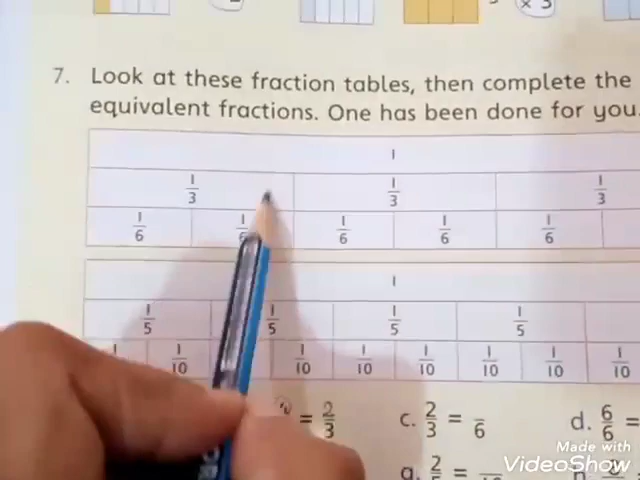 × 3
7. Look at these fraction tables, then complete the
equivalent fractions. One has been done for you.
1
1/3 1/3 1/3
1/6 1/6 1/6 1/6 1/6
1
1/5 1/5 1/5 1/5
1/10 1/10 1/10 1/10 1/10 1/10 1/10
= 2/3 c. 2/3 = /6 d. 6/6 =
g. =
Made with
VideoShow